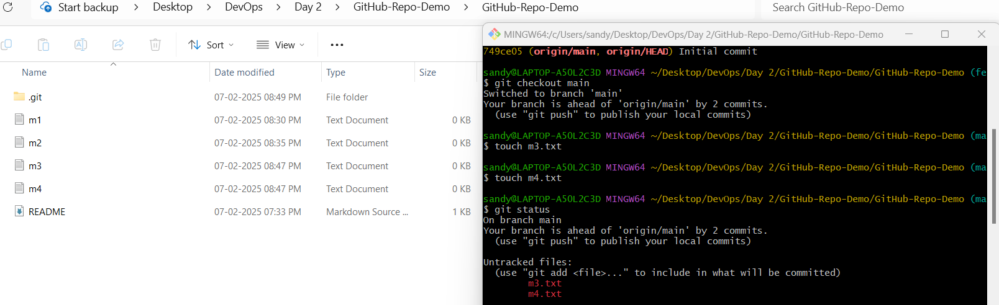 Start backup > Desktop > DevOps > Day 2 > GitHub-Repo-Demo > GitHub-Repo-Demo
Search GitHub-Repo-Demo
Sort
View
Name Date modified Type Size
.git 07-02-2025 08:49 PM File folder
m1 07-02-2025 08:30 PM Text Document 0 KB
m2 07-02-2025 08:35 PM Text Document 0 KB
m3 07-02-2025 08:47 PM Text Document 0 KB
m4 07-02-2025 08:47 PM Text Document 0 KB
README 07-02-2025 07:33 PM Markdown Source ... 1 KB
MINGW64:/c/Users/sandy/Desktop/DevOps/Day 2/GitHub-Repo-Demo/GitHub-Repo-Demo
749ce05 (origin/main, origin/HEAD) Initial commit
sandy@LAPTOP-A5OL2C3D MINGW64 ~/Desktop/DevOps/Day 2/GitHub-Repo-Demo/GitHub-Repo-Demo (fe
$ git checkout main
Switched to branch 'main'
Your branch is ahead of 'origin/main' by 2 commits.
(use "git push" to publish your local commits)
sandy@LAPTOP-A5OL2C3D MINGW64 ~/Desktop/DevOps/Day 2/GitHub-Repo-Demo/GitHub-Repo-Demo (ma
$ touch m3.txt
sandy@LAPTOP-A5OL2C3D MINGW64 ~/Desktop/DevOps/Day 2/GitHub-Repo-Demo/GitHub-Repo-Demo (ma
$ touch m4.txt
sandy@LAPTOP-A5OL2C3D MINGW64 ~/Desktop/DevOps/Day 2/GitHub-Repo-Demo/GitHub-Repo-Demo (ma
$ git status
On branch main
Your branch is ahead of 'origin/main' by 2 commits.
(use "git push" to publish your local commits)
Untracked files:
(use "git add <file>..." to include in what will be committed)
m3.txt
m4.txt